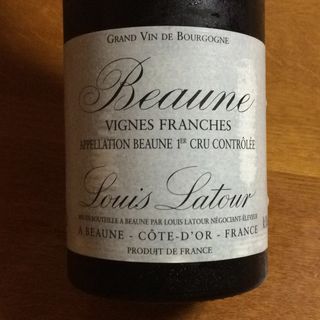 GRAND VIN DE BOURGOGNE
Beaune
VIGNES FRANCHES
APPELLATION BEAUNE 1ER CRU CONTRÔLÉE
Louis Latour
MIS EN BOUTEILLE A BEAUNE PAR LOUIS LATOUR NÉGOCIANT-ÉLEVEUR
A BEAUNE - CÔTE-D'OR - FRANCE
PRODUIT DE FRANCE